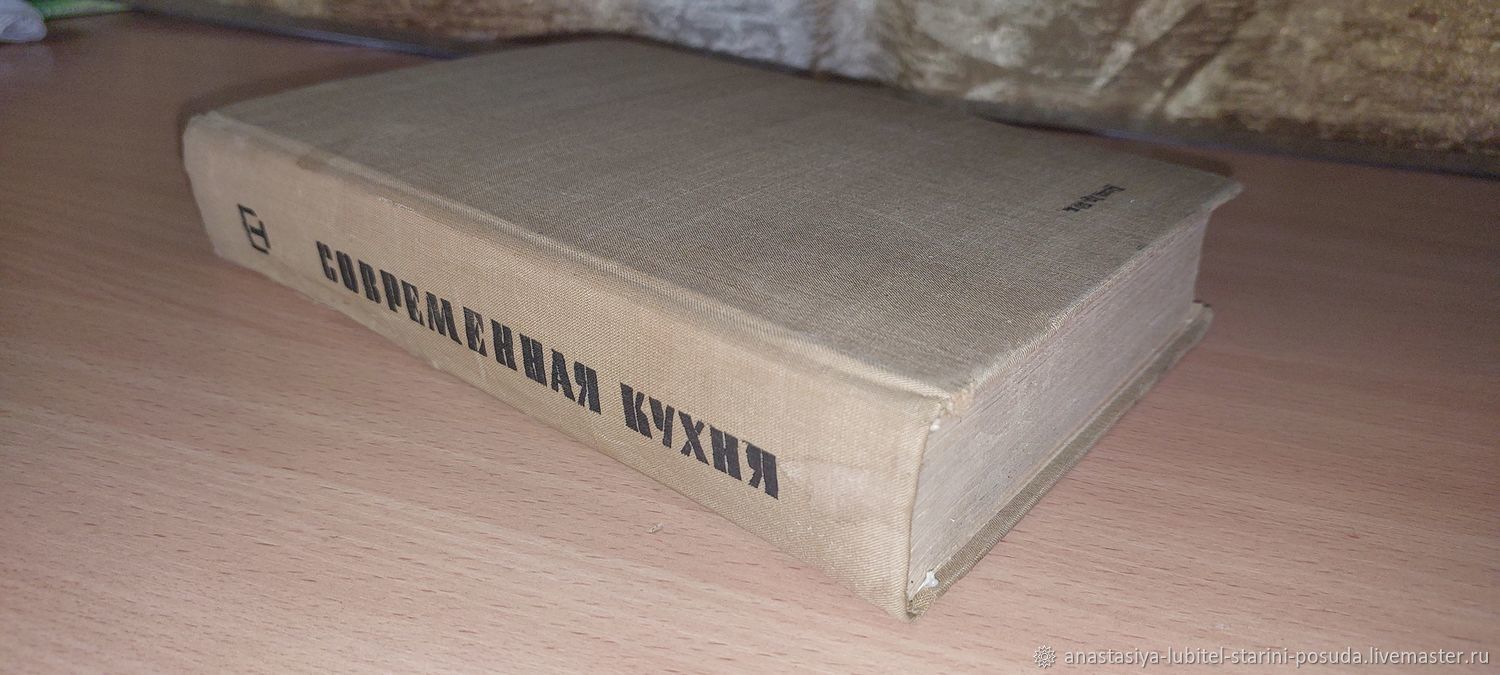 СОВРЕМЕННАЯ КУХНЯ
anastasiya-lubitel-starini-posuda.livemaster.ru